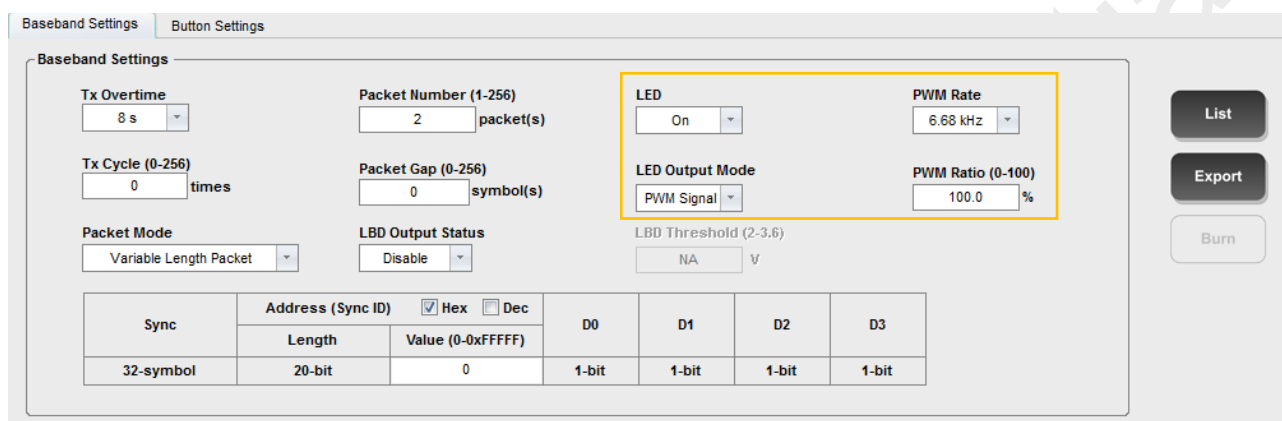 Baseband Settings Button Settings
Baseband Settings
Tx Overtime Packet Number (1-256) LED PWM Rate
8 s 2 packet(s) On 6.68 kHz
List
Tx Cycle (0-256) Packet Gap (0-256) LED Output Mode PWM Ratio (0-100)
0 times 0 symbol(s) PWM Signal 100.0 %
Export
Packet Mode LBD Output Status LBD Threshold (2-3.6)
Variable Length Packet Disable NA V
Burn
Sync Address (Sync ID) Hex Dec D0 D1 D2 D3
Length Value (0-0xFFFFF)
32-symbol 20-bit 0 1-bit 1-bit 1-bit 1-bit